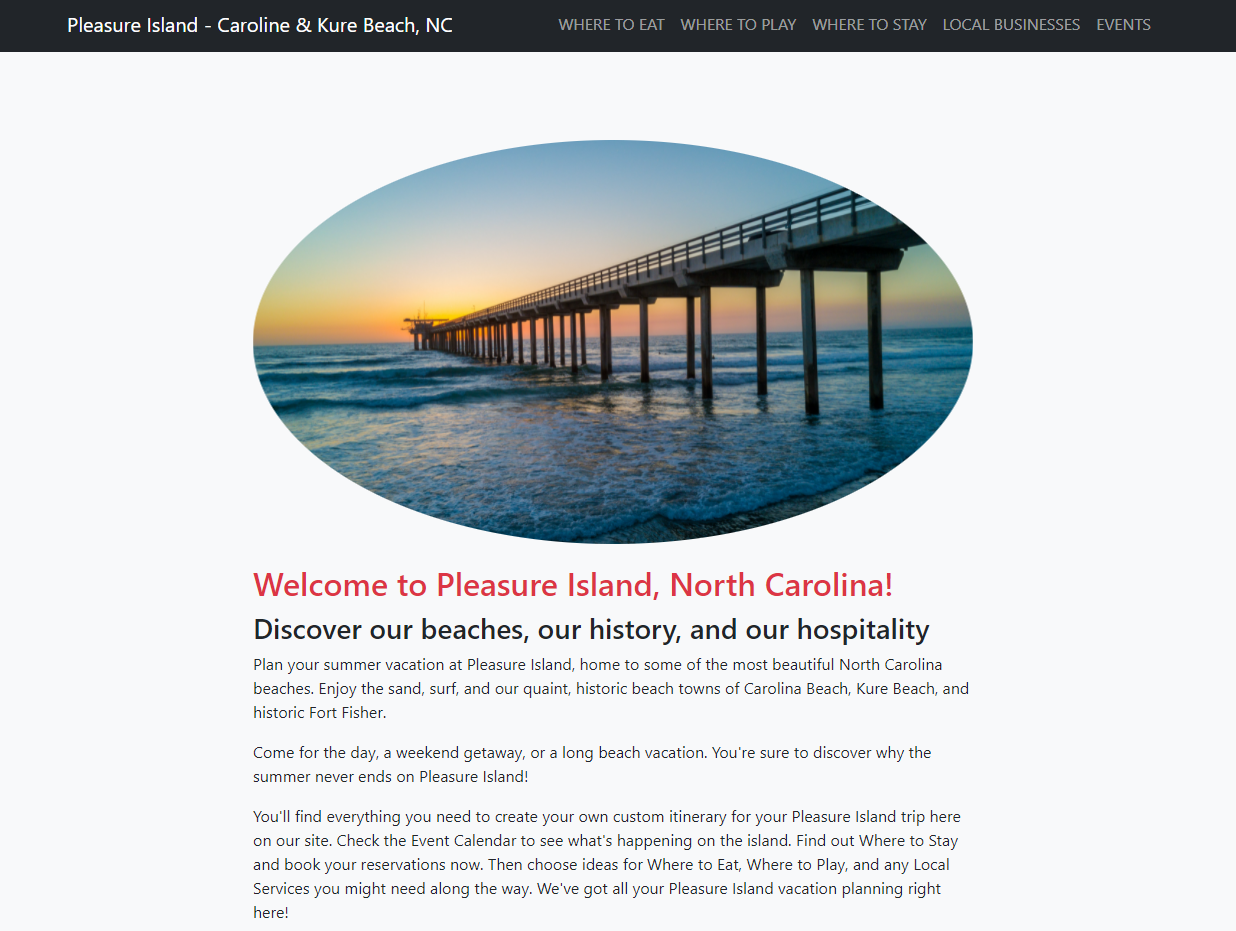 Pleasure Island - Caroline & Kure Beach, NC
WHERE TO EAT WHERE TO PLAY WHERE TO STAY LOCAL BUSINESSES EVENTS
Welcome to Pleasure Island, North Carolina!
Discover our beaches, our history, and our hospitality
Plan your summer vacation at Pleasure Island, home to some of the most beautiful North Carolina
beaches. Enjoy the sand, surf, and our quaint, historic beach towns of Carolina Beach, Kure Beach, and
historic Fort Fisher.
Come for the day, a weekend getaway, or a long beach vacation. You're sure to discover why the
summer never ends on Pleasure Island!
You'll find everything you need to create your own custom itinerary for your Pleasure Island trip here
on our site. Check the Event Calendar to see what's happening on the island. Find out Where to Stay
and book your reservations now. Then choose ideas for Where to Eat, Where to Play, and any Local
Services you might need along the way. We've got all your Pleasure Island vacation planning right
here!